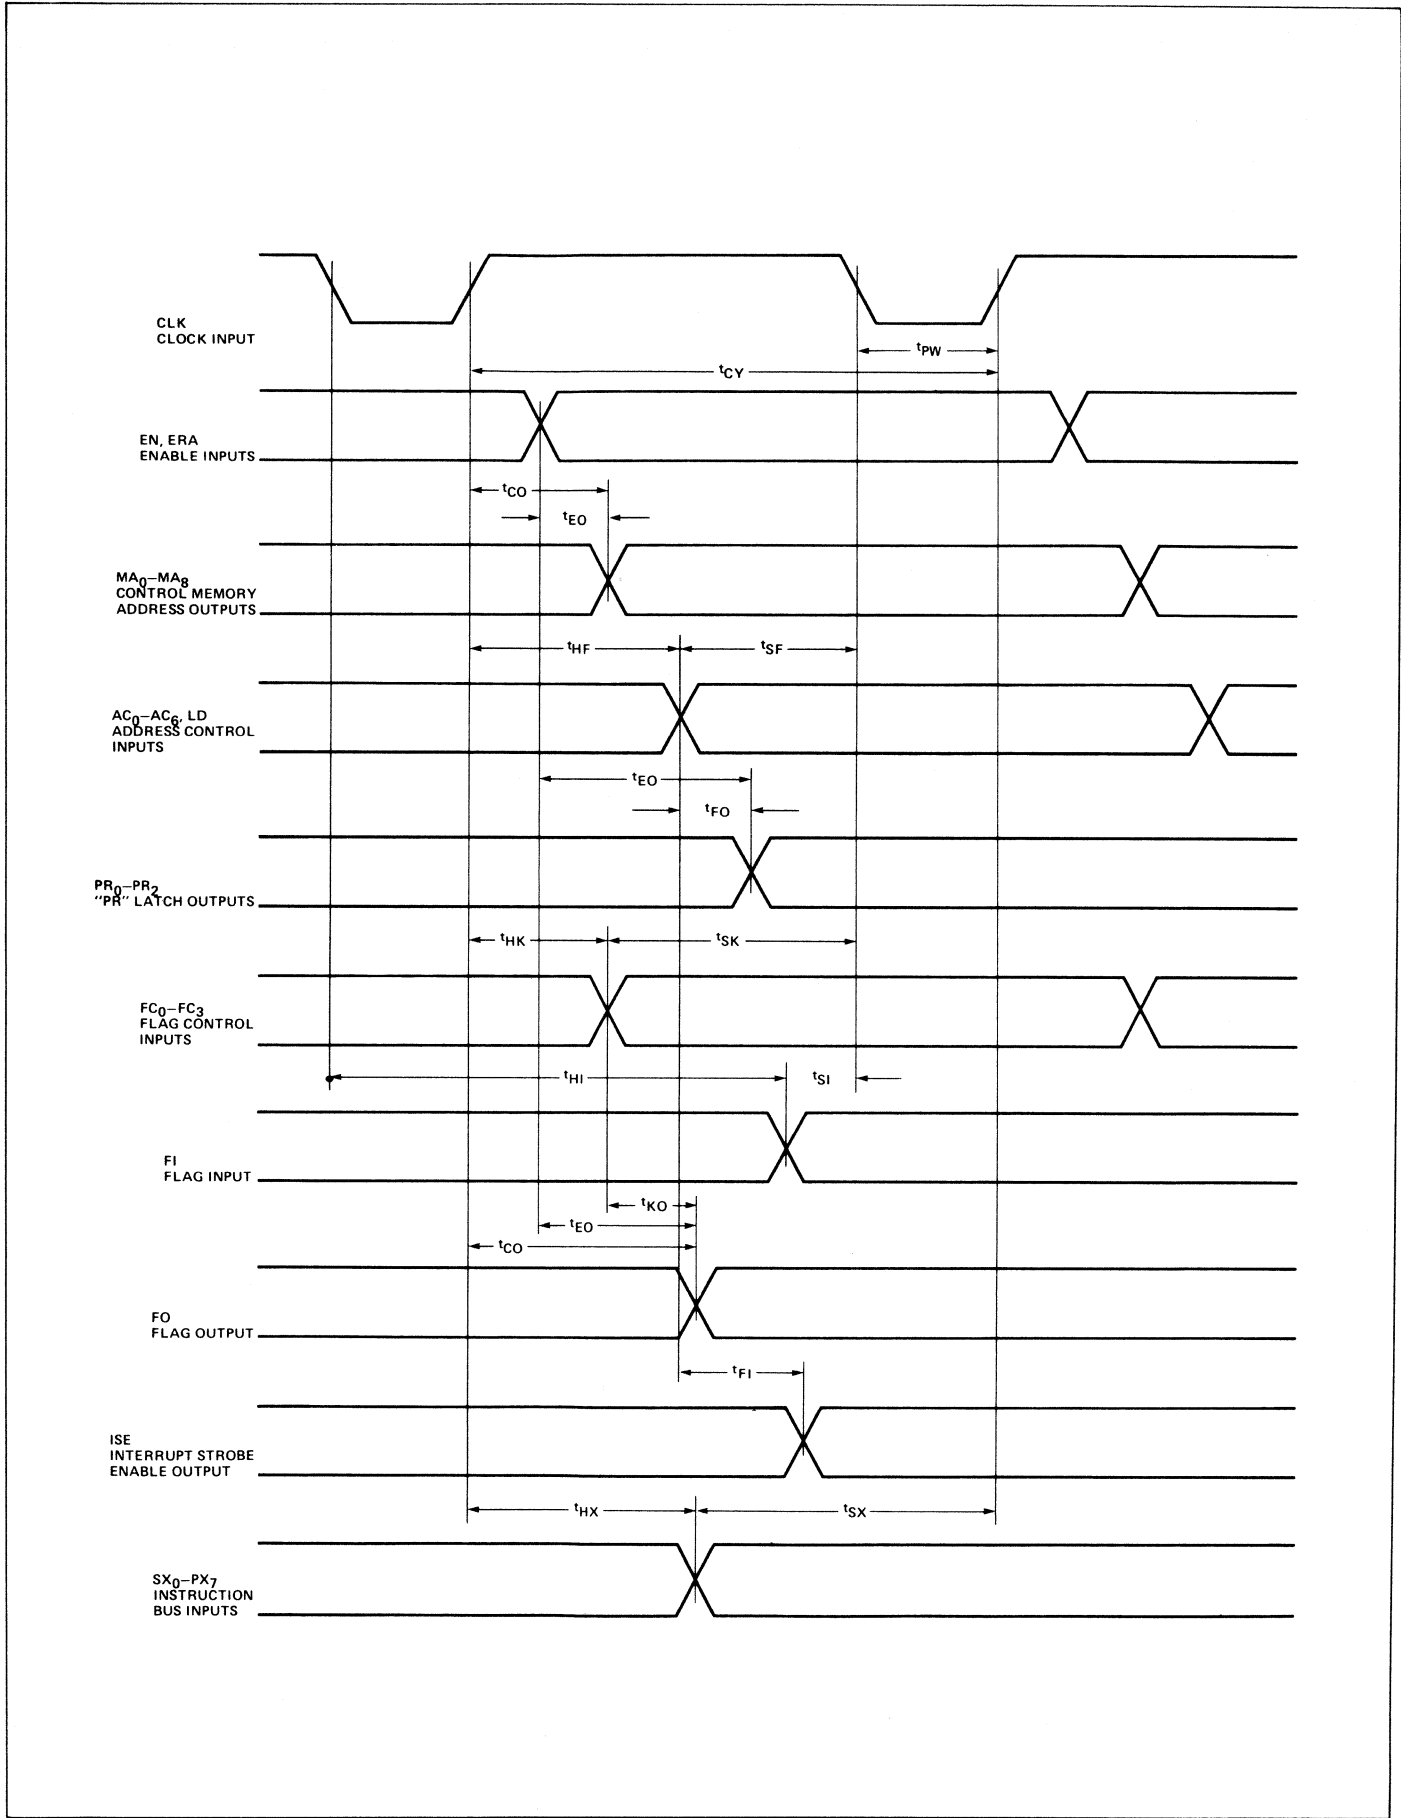 CLK
CLOCK INPUT
tPW
tCY
EN, ERA
ENABLE INPUTS
tCO
tEO
MA0–MA8
CONTROL MEMORY
ADDRESS OUTPUTS
tHF
tSF
AC0–AC6, LD
ADDRESS CONTROL
INPUTS
tEO
tFO
PR0–PR2
"PR" LATCH OUTPUTS
tHK
tSK
FC0–FC3
FLAG CONTROL
INPUTS
tHI
tSI
FI
FLAG INPUT
tKO
tEO
tCO
FO
FLAG OUTPUT
tFI
ISE
INTERRUPT STROBE
ENABLE OUTPUT
tHX
tSX
SX0–PX7
INSTRUCTION
BUS INPUTS